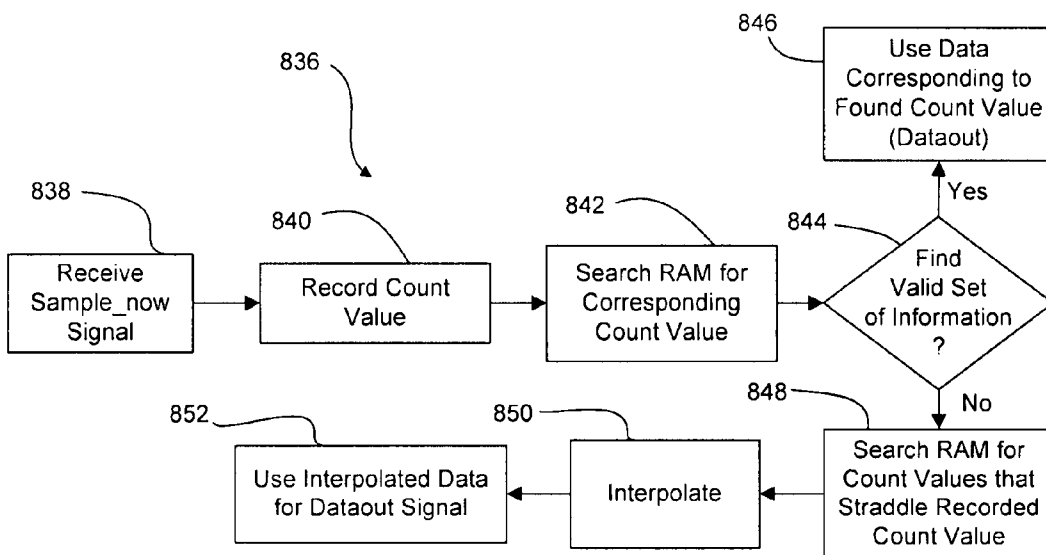 846
Use Data
Corresponding to
Found Count Value
(Dataout)
836
Yes
838
840
842
844
Receive
Sample_now
Signal
Record Count
Value
Search RAM for
Corresponding
Count Value
Find
Valid Set
of Information
?
No
852
850
848
Use Interpolated Data
for Dataout Signal
Interpolate
Search RAM for
Count Values that
Straddle Recorded
Count Value